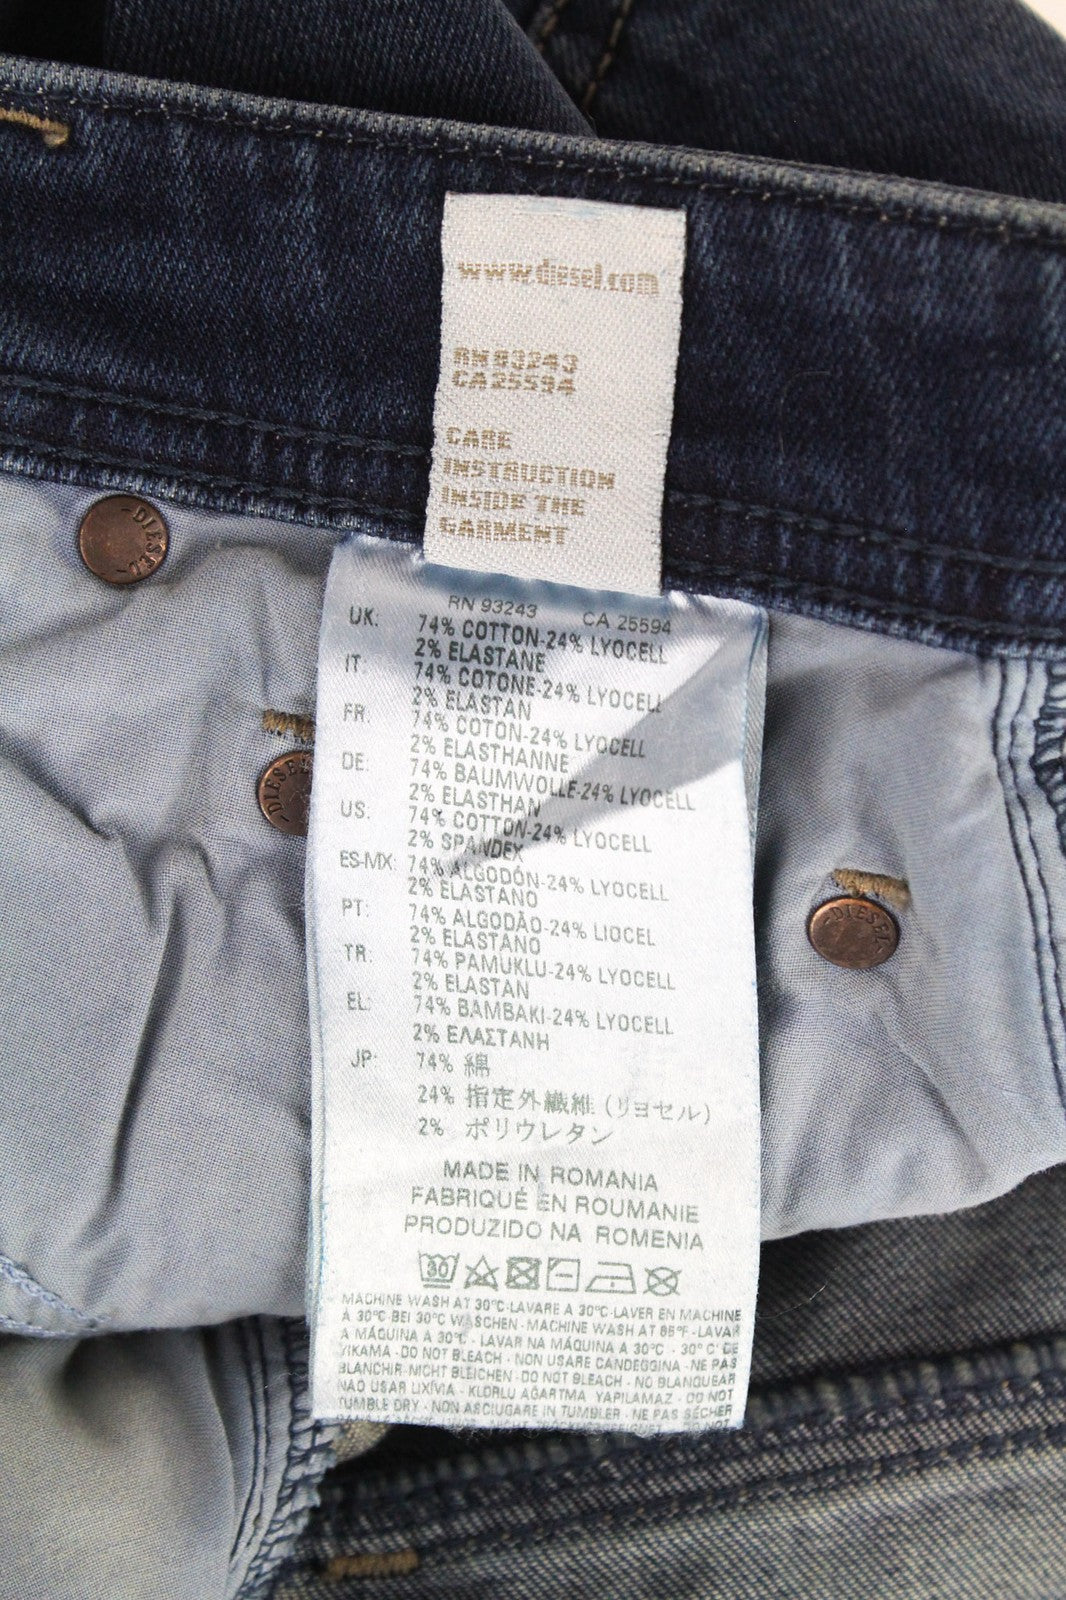 www.diesel.com
RN 93243
CA 25594
CARE
INSTRUCTION
INSIDE THE
GARMENT
-DIESEL-
RN 93243 CA 25594
UK: 74% COTTON-24% LYOCELL
2% ELASTANE
IT: 74% COTONE-24% LYOCELL
2% ELASTAN
FR: 74% COTON-24% LYOCELL
2% ELASTHANNE
DE: 74% BAUMWOLLE-24% LYOCELL
2% ELASTHAN
US: 74% COTTON-24% LYOCELL
2% SPANDEX
-DIESE
ES-MX: 74% ALGODÓN-24% LYOCELL
2% ELASTANO
-DIESEL-
PT: 74% ALGODÃO-24% LIOCEL
2% ELASTANO
TR: 74% PAMUKLU-24% LYOCELL
2% ELASTAN
EL: 74% BAMBAKI-24% LYOCELL
2% ΕΛΑΣΤΑΝΗ
JP: 74% 綿
24% 指定外繊維 (リヨセル)
2% ポリウレタン
MADE IN ROMANIA
FABRIQUÉ EN ROUMANIE
PRODUZIDO NA ROMENIA
30
MACHINE WASH AT 30°C-LAVARE A 30°C-LAVER EN MACHINE
A 30°C-BEI 30°C WASCHEN - MACHINE WASH AT 86°F - LAVAR
A MÁQUINA A 30°C - LAVAR NA MÁQUINA A 30°C - 30°C'DE
YIKAMA - DO NOT BLEACH - NON USARE CANDEGGINA - NE PAS
BLANCHIR-NICHT BLEICHEN - DO NOT BLEACH - NO BLANQUEAR
NÃO USAR LIXÍVIA - KLORLU AĞARTMA YAPILAMAZ - DO NOT
TUMBLE DRY - NON ASCIUGARE IN TUMBLER - NE PAS SÉCHER